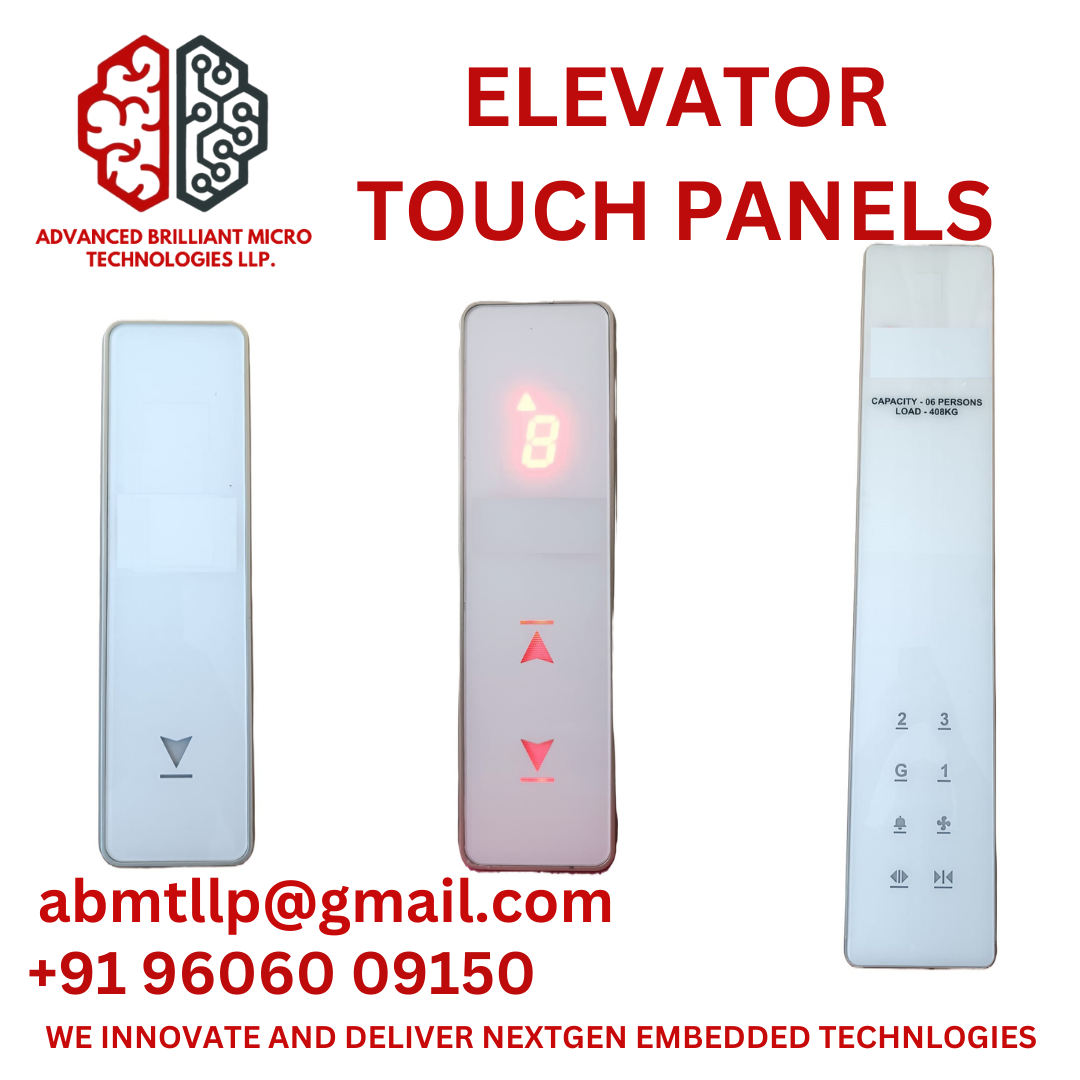 ADVANCED BRILLIANT MICRO
TECHNOLOGIES LLP.
ELEVATOR
TOUCH PANELS
8
CAPACITY - 06 PERSONS
LOAD - 408KG
2 3
G 1
abmtllp@gmail.com
+91 96060 09150
WE INNOVATE AND DELIVER NEXTGEN EMBEDDED TECHNLOGIES